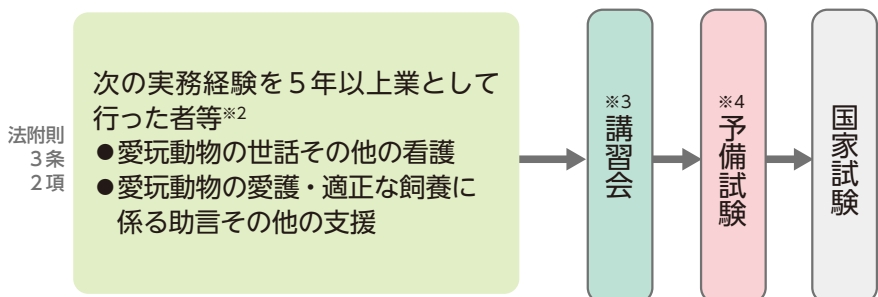 法附則
3条
2項
次の実務経験を5年以上業として
行った者等※2
●愛玩動物の世話その他の看護
●愛玩動物の愛護・適正な飼養に
係る助言その他の支援
※3
講習会
※4
予備試験
国家試験